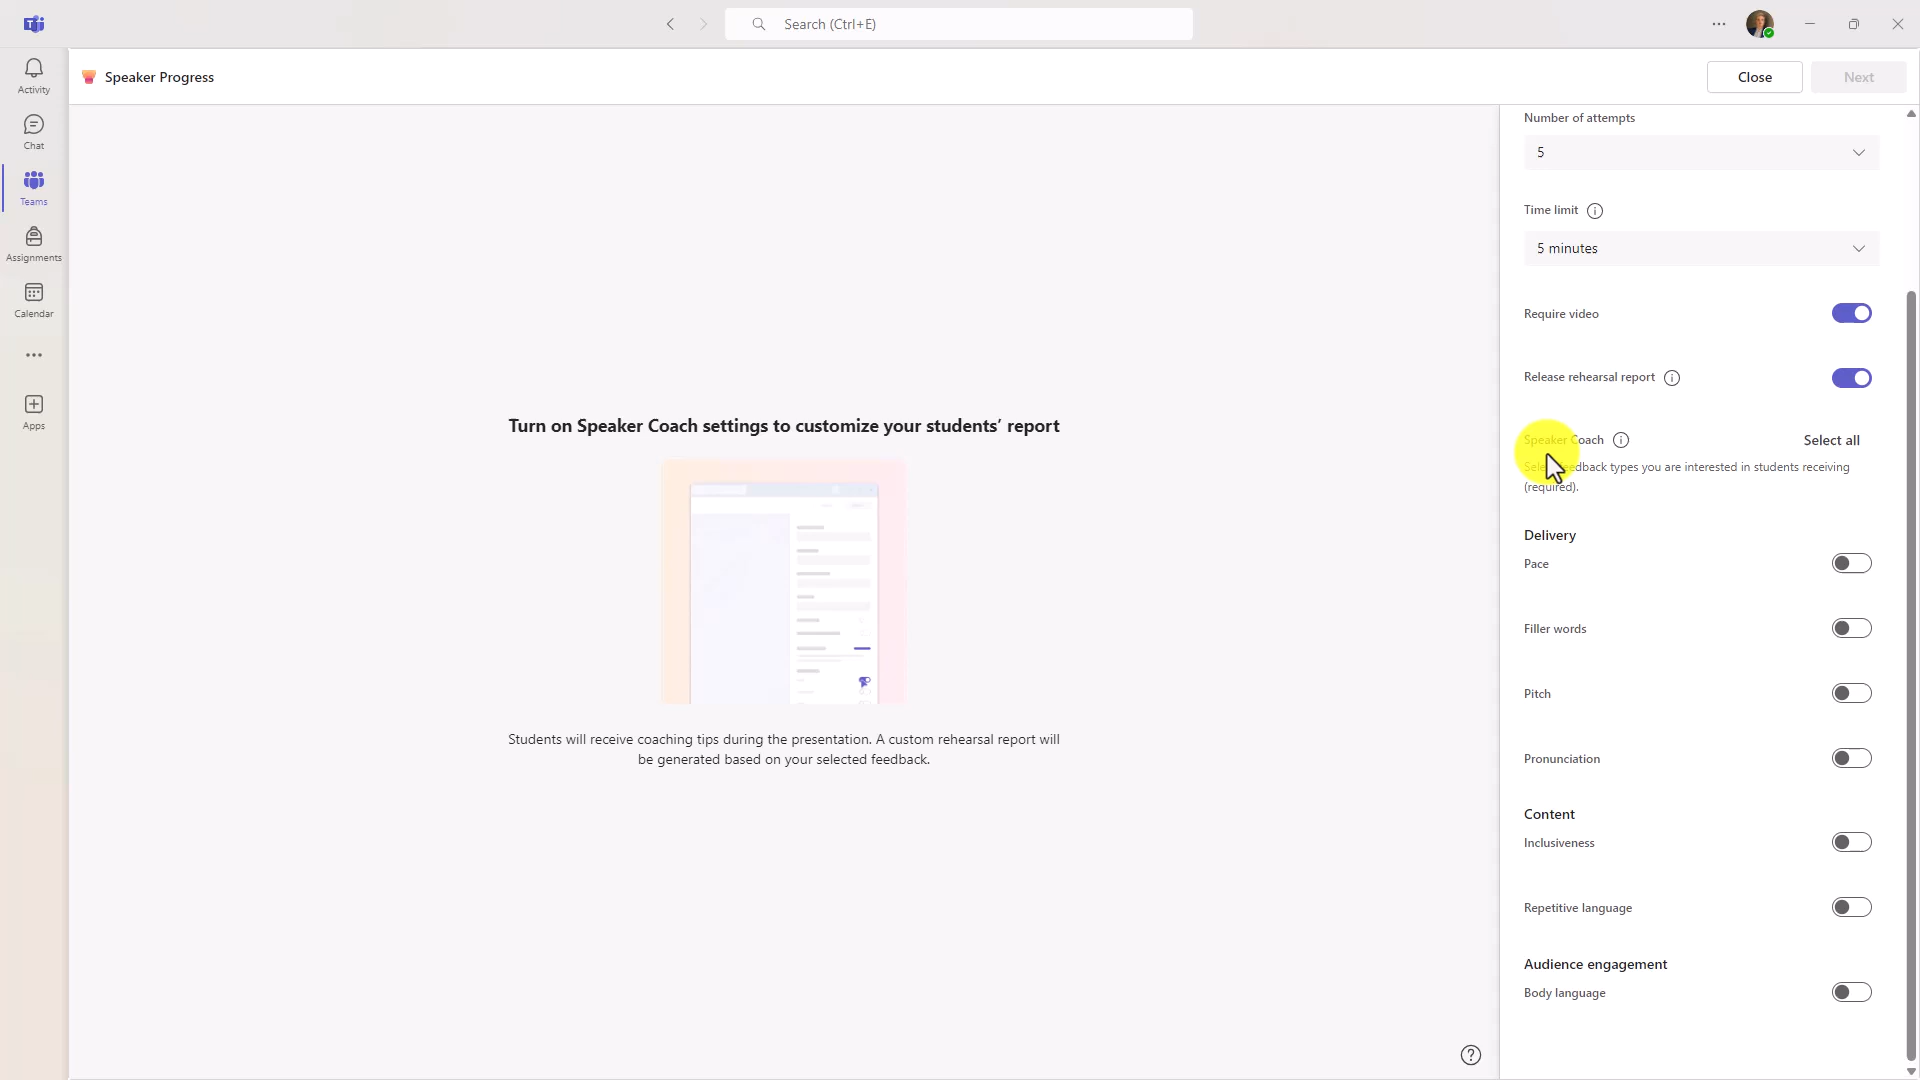 Search (Ctrl+E)
Speaker Progress
Close
Next
Activity
Chat
Teams
Assignments
Calendar
Apps
Turn on Speaker Coach settings to customize your students' report
Students will receive coaching tips during the presentation. A custom rehearsal report will
be generated based on your selected feedback.
Number of attempts
5
Time limit
5 minutes
Require video
Release rehearsal report
Speaker Coach
Select all
Select feedback types you are interested in students receiving
(required).
Delivery
Pace
Filler words
Pitch
Pronunciation
Content
Inclusiveness
Repetitive language
Audience engagement
Body language